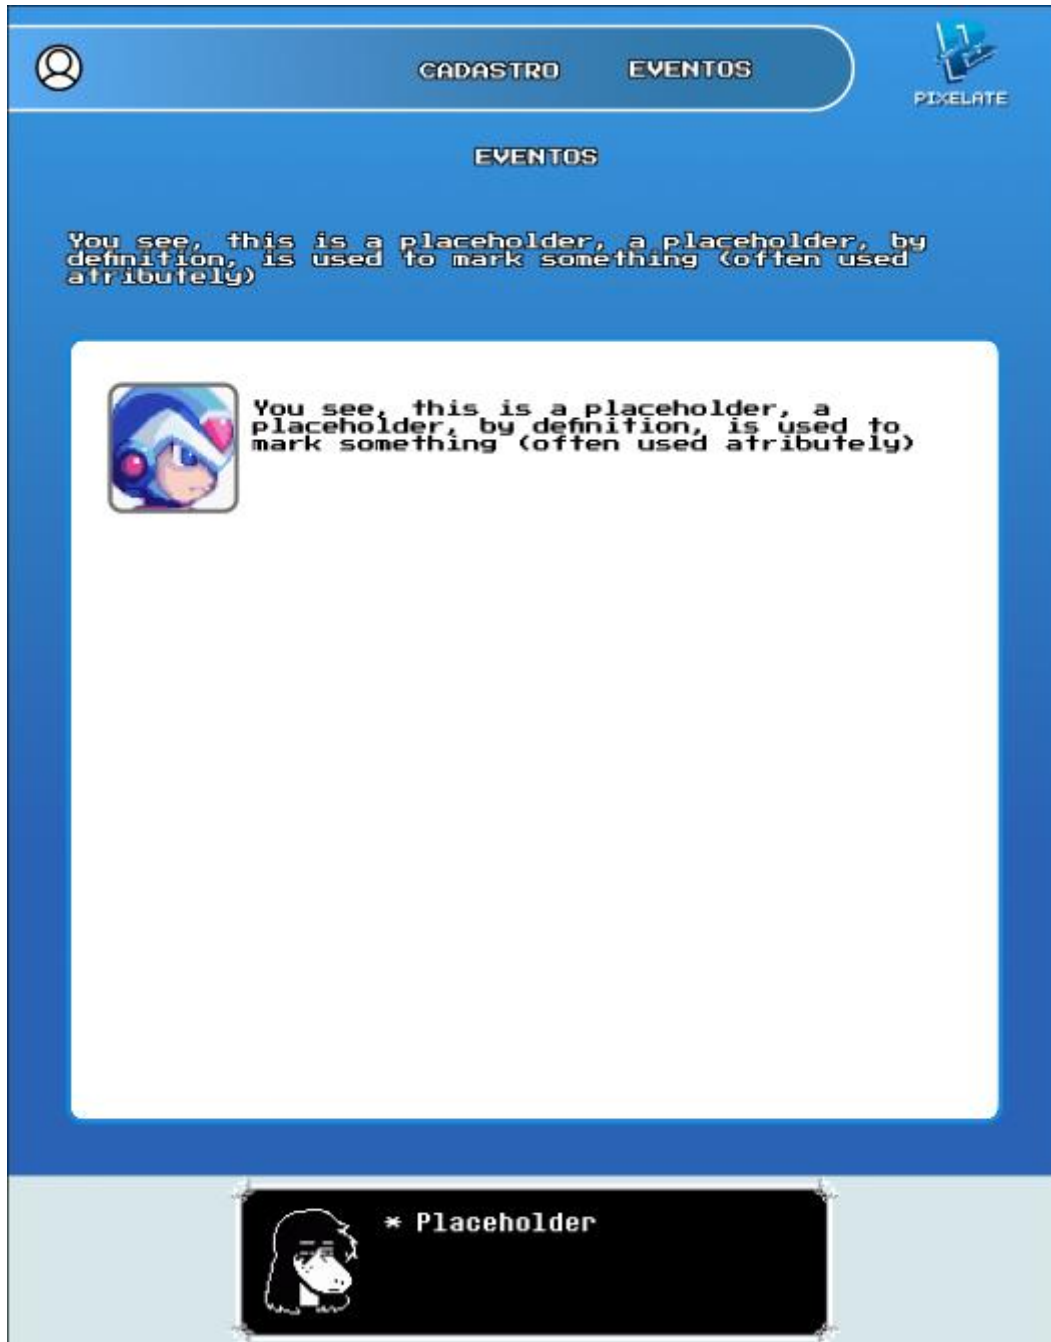 CADASTRO EVENTOS
PIXELATE
EVENTOS
You see, this is a placeholder, a placeholder, by
definition, is used to mark something (often used
atributely)
You see, this is a placeholder, a
placeholder, by definition, is used to
mark something (often used atributely)
* Placeholder